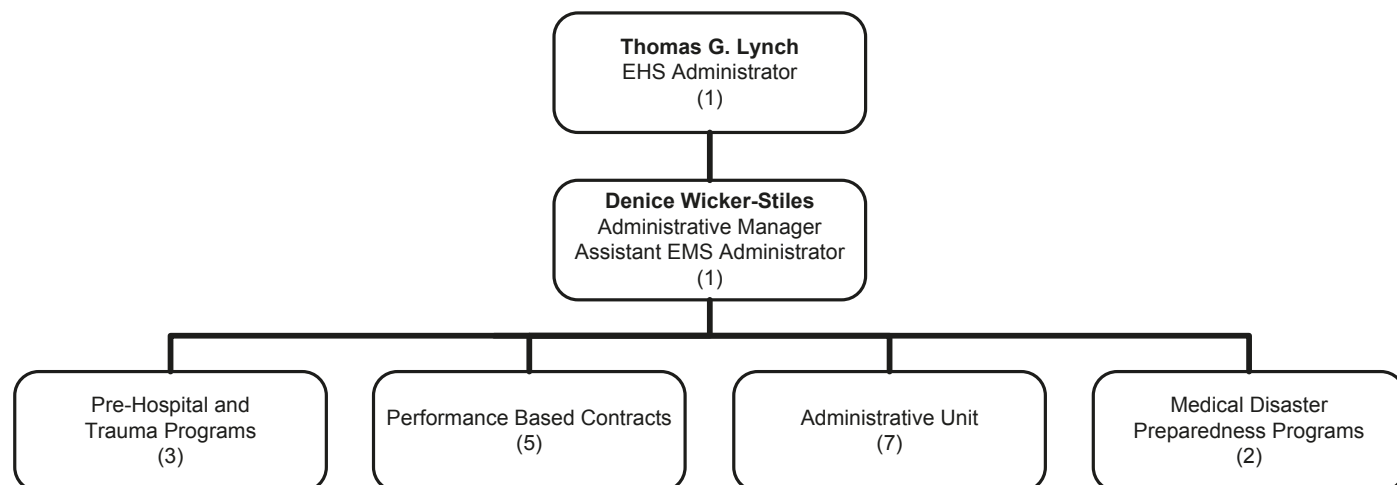 Thomas G. Lynch
EHS Administrator
(1)
Denice Wicker-Stiles
Administrative Manager
Assistant EMS Administrator
(1)
Pre-Hospital and
Trauma Programs
(3)
Performance Based Contracts
(5)
Administrative Unit
(7)
Medical Disaster
Preparedness Programs
(2)